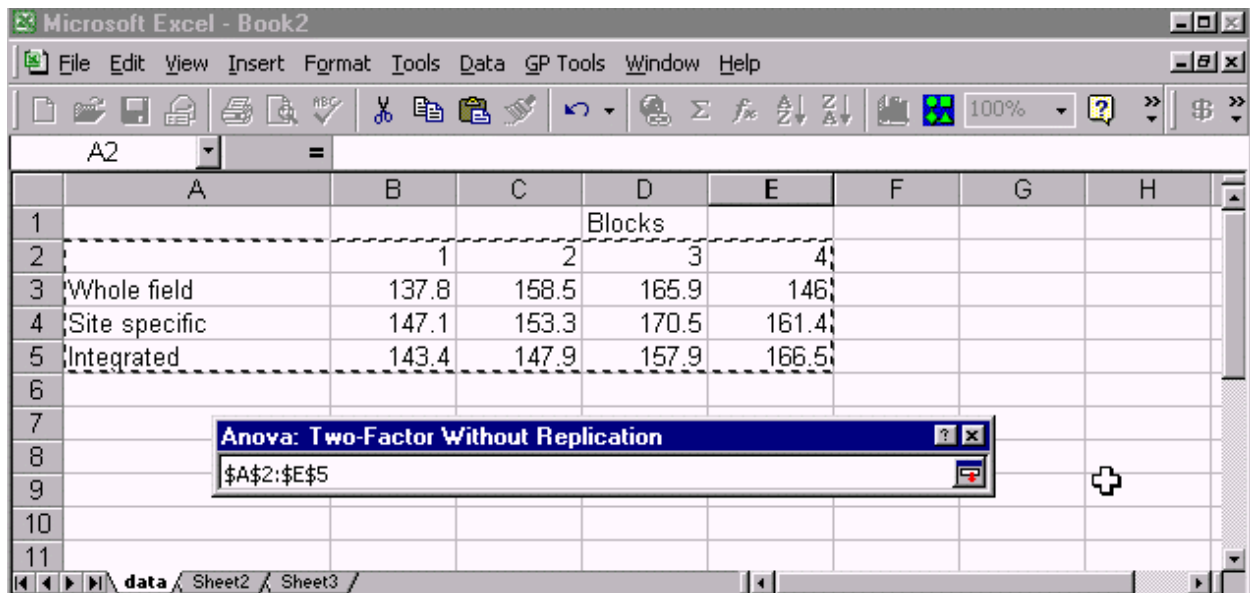 Microsoft Excel - Book2
File Edit View Insert Format Tools Data GP Tools Window Help
ABC Σ fx A Z Z A 100% ? »
A2 =
A B C D E F G H
1 Blocks
2 1 2 3 4
3 Whole field 137.8 158.5 165.9 146
4 Site specific 147.1 153.3 170.5 161.4
5 Integrated 143.4 147.9 157.9 166.5
6
7
Anova: Two-Factor Without Replication
8
$A$2:$E$5
9
10
11
data Sheet2 Sheet3